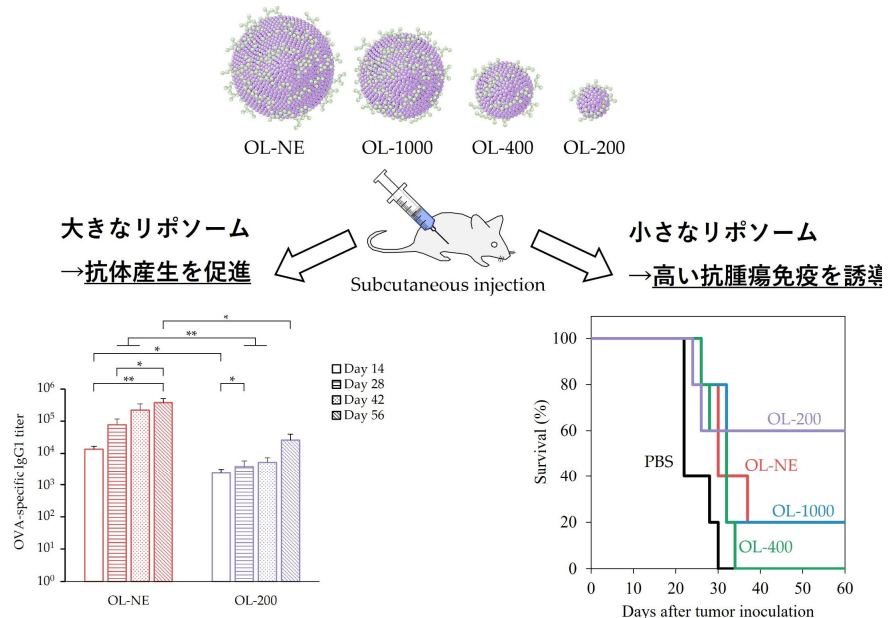 OL-NE
OL-1000
OL-400
OL-200
大きなリポソーム
→抗体産生を促進
Subcutaneous injection
小さなリポソーム
→高い抗腫瘍免疫を誘導
*
**
*
*
**
*
Day 14
Day 28
Day 42
Day 56
OVA-specific IgG1 titer
10⁶
10⁵
10⁴
10³
10²
10¹
10⁰
OL-NE
OL-200
Survival (%)
100
80
60
40
20
0
PBS
OL-200
OL-NE
OL-1000
OL-400
0 10 20 30 40 50 60
Days after tumor inoculation